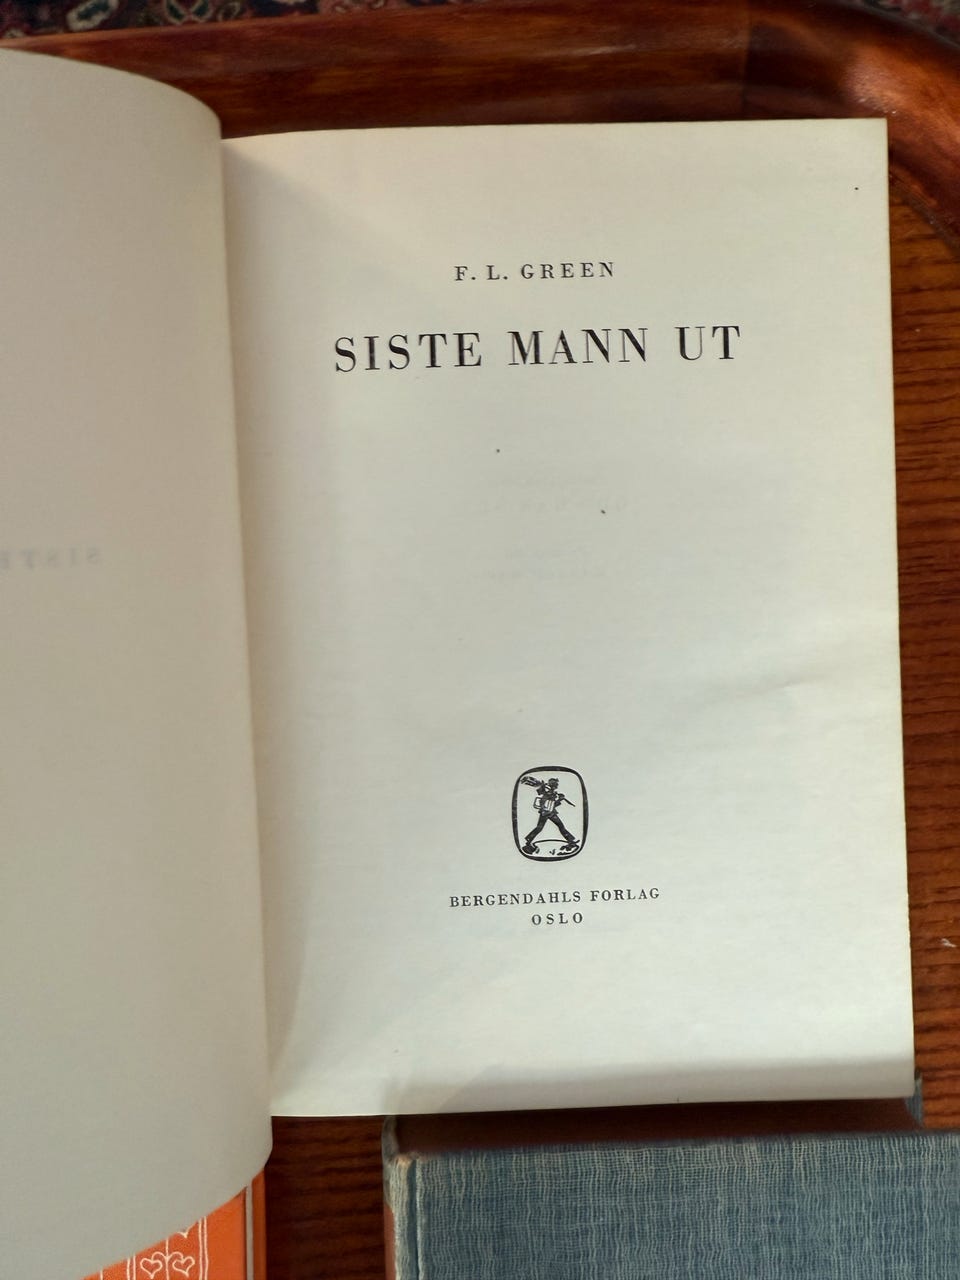 F. L. GREEN
SISTE MANN UT
BERGENDAHLS FORLAG
OSLO